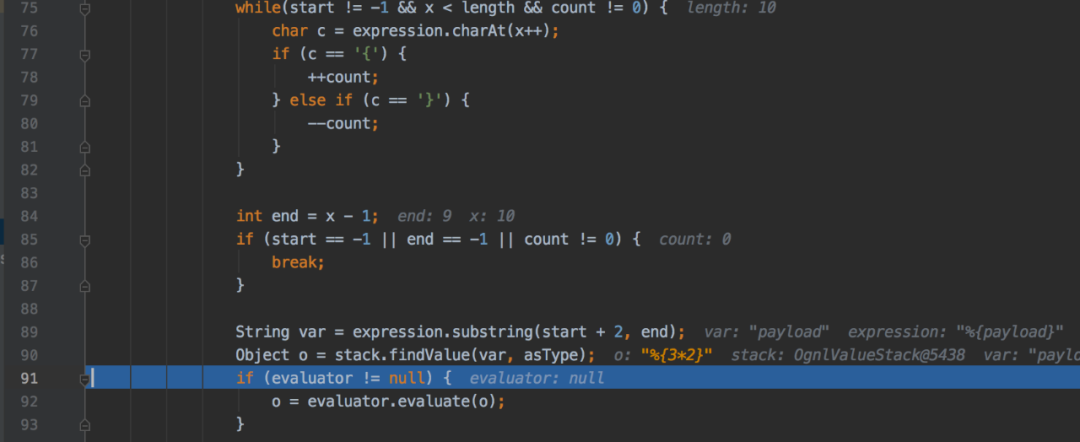 75 while(start != -1 && x < length && count != 0) { length: 10
76 char c = expression.charAt(x++);
77 if (c == '{') {
78 ++count;
79 } else if (c == '}') {
80 --count;
81 }
82 }
83
84 int end = x - 1; end: 9 x: 10
85 if (start == -1 || end == -1 || count != 0) { count: 0
86 break;
87 }
88
89 String var = expression.substring(start + 2, end); var: "payload" expression: "%{payload}"
90 Object o = stack.findValue(var, asType); o: "%{3*2}" stack: OgnlValueStack@5438 var: "paylo
91 if (evaluator != null) { evaluator: null
92 o = evaluator.evaluate(o);
93 }